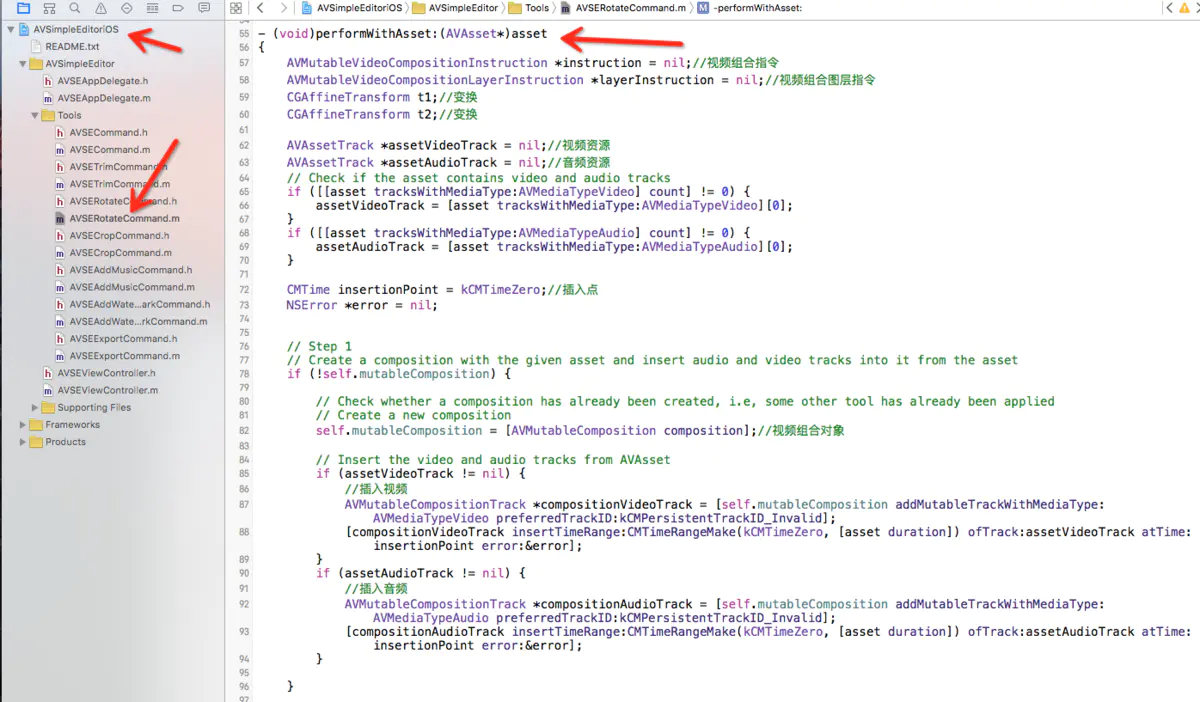 AVSimpleEditoriOS
AVSimpleEditor
Tools
AVSERotateCommand.m
-performWithAsset:
AVSimpleEditoriOS
README.txt
AVSimpleEditor
AVSEAppDelegate.h
AVSEAppDelegate.m
Tools
AVSECommand.h
AVSECommand.m
AVSETrimCommand.h
AVSETrimCommand.m
AVSERotateCommand.h
AVSERotateCommand.m
AVSECropCommand.h
AVSECropCommand.m
AVSEAddMusicCommand.h
AVSEAddMusicCommand.m
AVSEAddWate...arkCommand.h
AVSEAddWate...rkCommand.m
AVSEExportCommand.h
AVSEExportCommand.m
AVSEViewController.h
AVSEViewController.m
Supporting Files
Frameworks
Products
54
55 - (void)performWithAsset:(AVAsset*)asset
56 {
57 AVMutableVideoCompositionInstruction *instruction = nil;//视频组合指令
58 AVMutableVideoCompositionLayerInstruction *layerInstruction = nil;//视频组合图层指令
59 CGAffineTransform t1;//变换
60 CGAffineTransform t2;//变换
61
62 AVAssetTrack *assetVideoTrack = nil;//视频资源
63 AVAssetTrack *assetAudioTrack = nil;//音频资源
64 // Check if the asset contains video and audio tracks
65 if ([[asset tracksWithMediaType:AVMediaTypeVideo] count] != 0) {
66 assetVideoTrack = [asset tracksWithMediaType:AVMediaTypeVideo][0];
67 }
68 if ([[asset tracksWithMediaType:AVMediaTypeAudio] count] != 0) {
69 assetAudioTrack = [asset tracksWithMediaType:AVMediaTypeAudio][0];
70 }
71
72 CMTime insertionPoint = kCMTimeZero;//插入点
73 NSError *error = nil;
74
75
76 // Step 1
77 // Create a composition with the given asset and insert audio and video tracks into it from the asset
78 if (!self.mutableComposition) {
79
80 // Check whether a composition has already been created, i.e, some other tool has already been applied
81 // Create a new composition
82 self.mutableComposition = [AVMutableComposition composition];//视频组合对象
83
84 // Insert the video and audio tracks from AVAsset
85 if (assetVideoTrack != nil) {
86 //插入视频
87 AVMutableCompositionTrack *compositionVideoTrack = [self.mutableComposition addMutableTrackWithMediaType:
AVMediaTypeVideo preferredTrackID:kCMPersistentTrackID_Invalid];
88 [compositionVideoTrack insertTimeRange:CMTimeRangeMake(kCMTimeZero, [asset duration]) ofTrack:assetVideoTrack atTime:
insertionPoint error:&error];
89 }
90 if (assetAudioTrack != nil) {
91 //插入音频
92 AVMutableCompositionTrack *compositionAudioTrack = [self.mutableComposition addMutableTrackWithMediaType:
AVMediaTypeAudio preferredTrackID:kCMPersistentTrackID_Invalid];
93 [compositionAudioTrack insertTimeRange:CMTimeRangeMake(kCMTimeZero, [asset duration]) ofTrack:assetAudioTrack atTime:
insertionPoint error:&error];
94 }
95
96 }
97